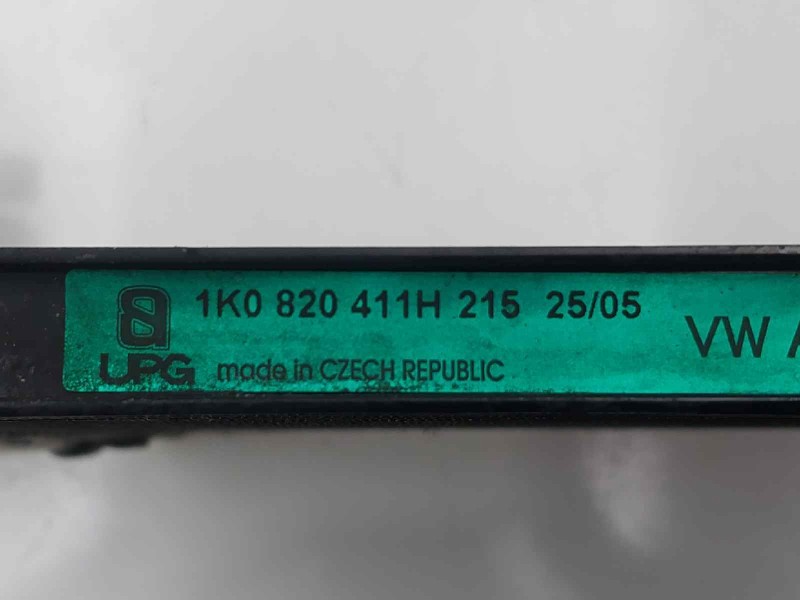 1K0 820 411H 215 25/05
UPG made in CZECH REPUBLIC
VW A